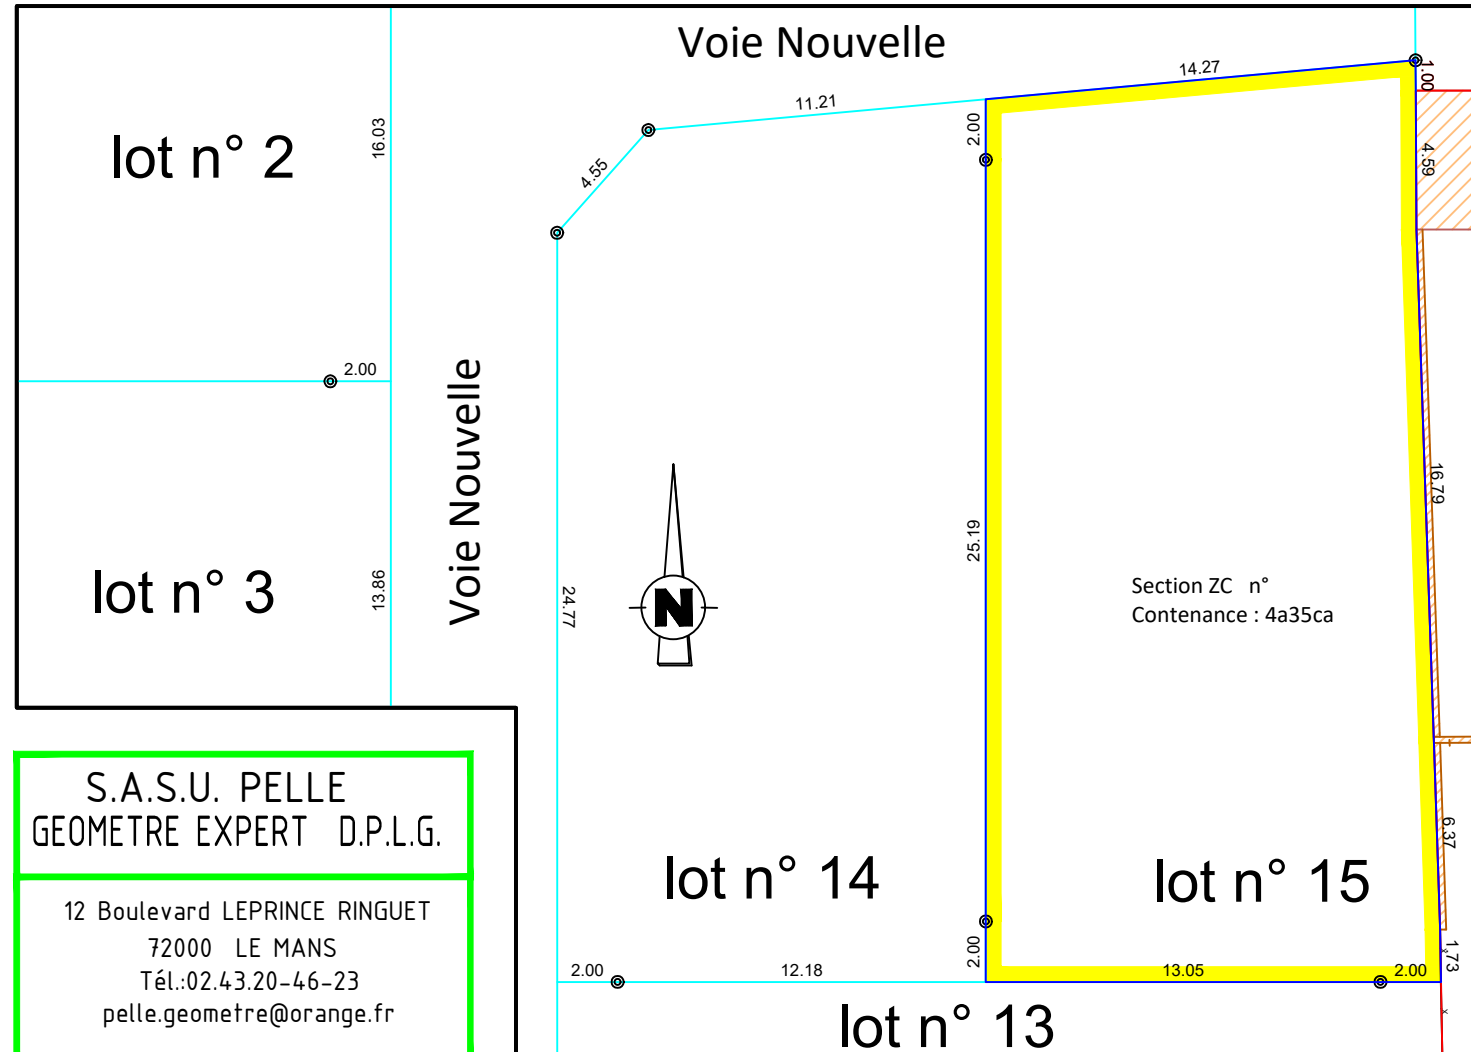 Voie Nouvelle
14.27
1.00
11.21
2.00
16.03
lot n° 2
4.59
4.55
2.00
Voie Nouvelle
16.79
25.19
lot n° 3
13.86
24.77
N
Section ZC n°
Contenance : 4a35ca
S.A.S.U. PELLE
GEOMETRE EXPERT D.P.L.G.
6.37
lot n° 14
lot n° 15
12 Boulevard LEPRINCE RINGUET
72000 LE MANS
Tél.:02.43.20-46-23
pelle.geometre@orange.fr
2.00
1,73
2.00
12.18
13.05
2.00
lot n° 13